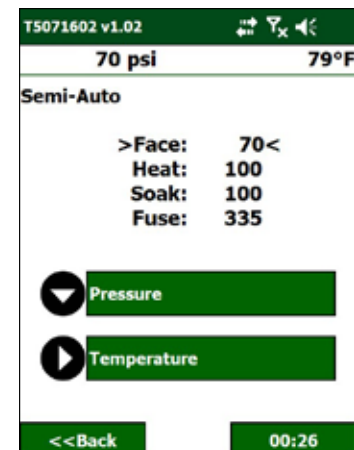 T5071602 v1.02
70 psi 79°F
Semi-Auto
>Face: 70<
Heat: 100
Soak: 100
Fuse: 335
Pressure
Temperature
<<Back 00:26